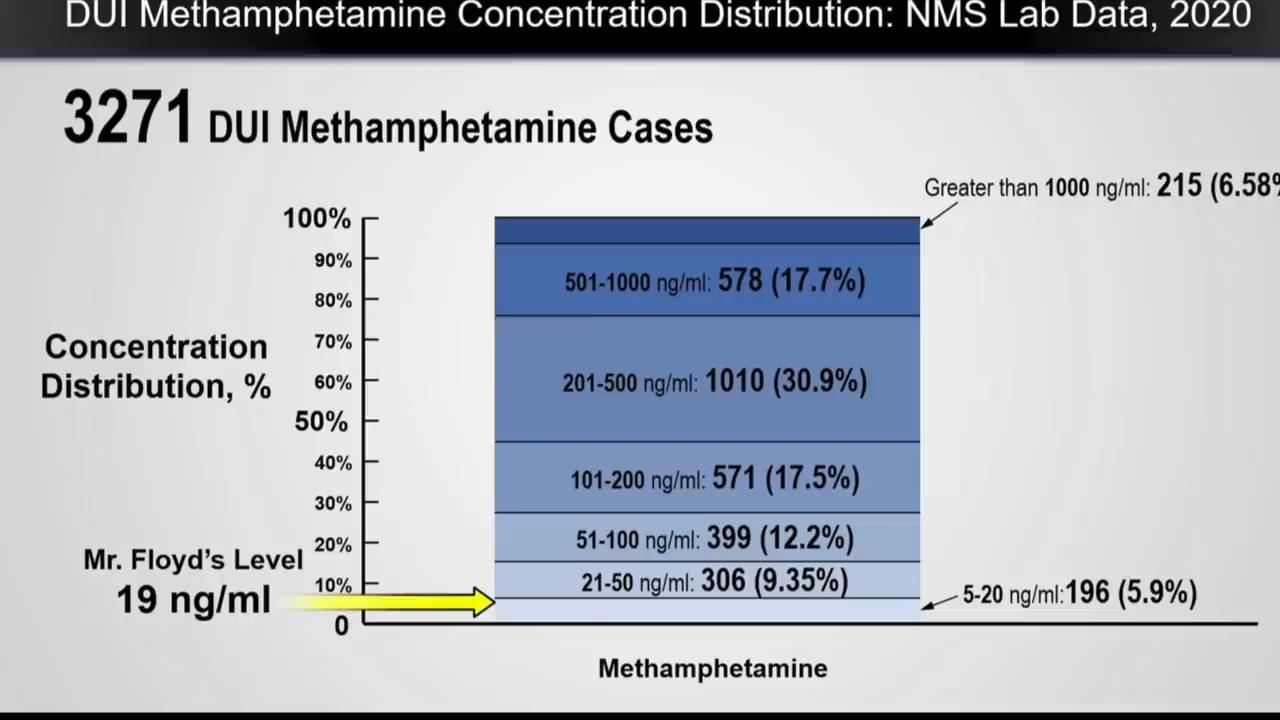 DUI Methamphetamine Concentration Distribution: NMS Lab Data, 2020
3271 DUI Methamphetamine Cases
Greater than 1000 ng/ml: 215 (6.58%
100%
90%
501-1000 ng/ml: 578 (17.7%)
80%
Concentration
Distribution, %
70%
60%
201-500 ng/ml: 1010 (30.9%)
50%
40%
101-200 ng/ml: 571 (17.5%)
30%
20%
51-100 ng/ml: 399 (12.2%)
Mr. Floyd's Level
19 ng/ml
10%
21-50 ng/ml: 306 (9.35%)
5-20 ng/ml:196 (5.9%)
0
Methamphetamine